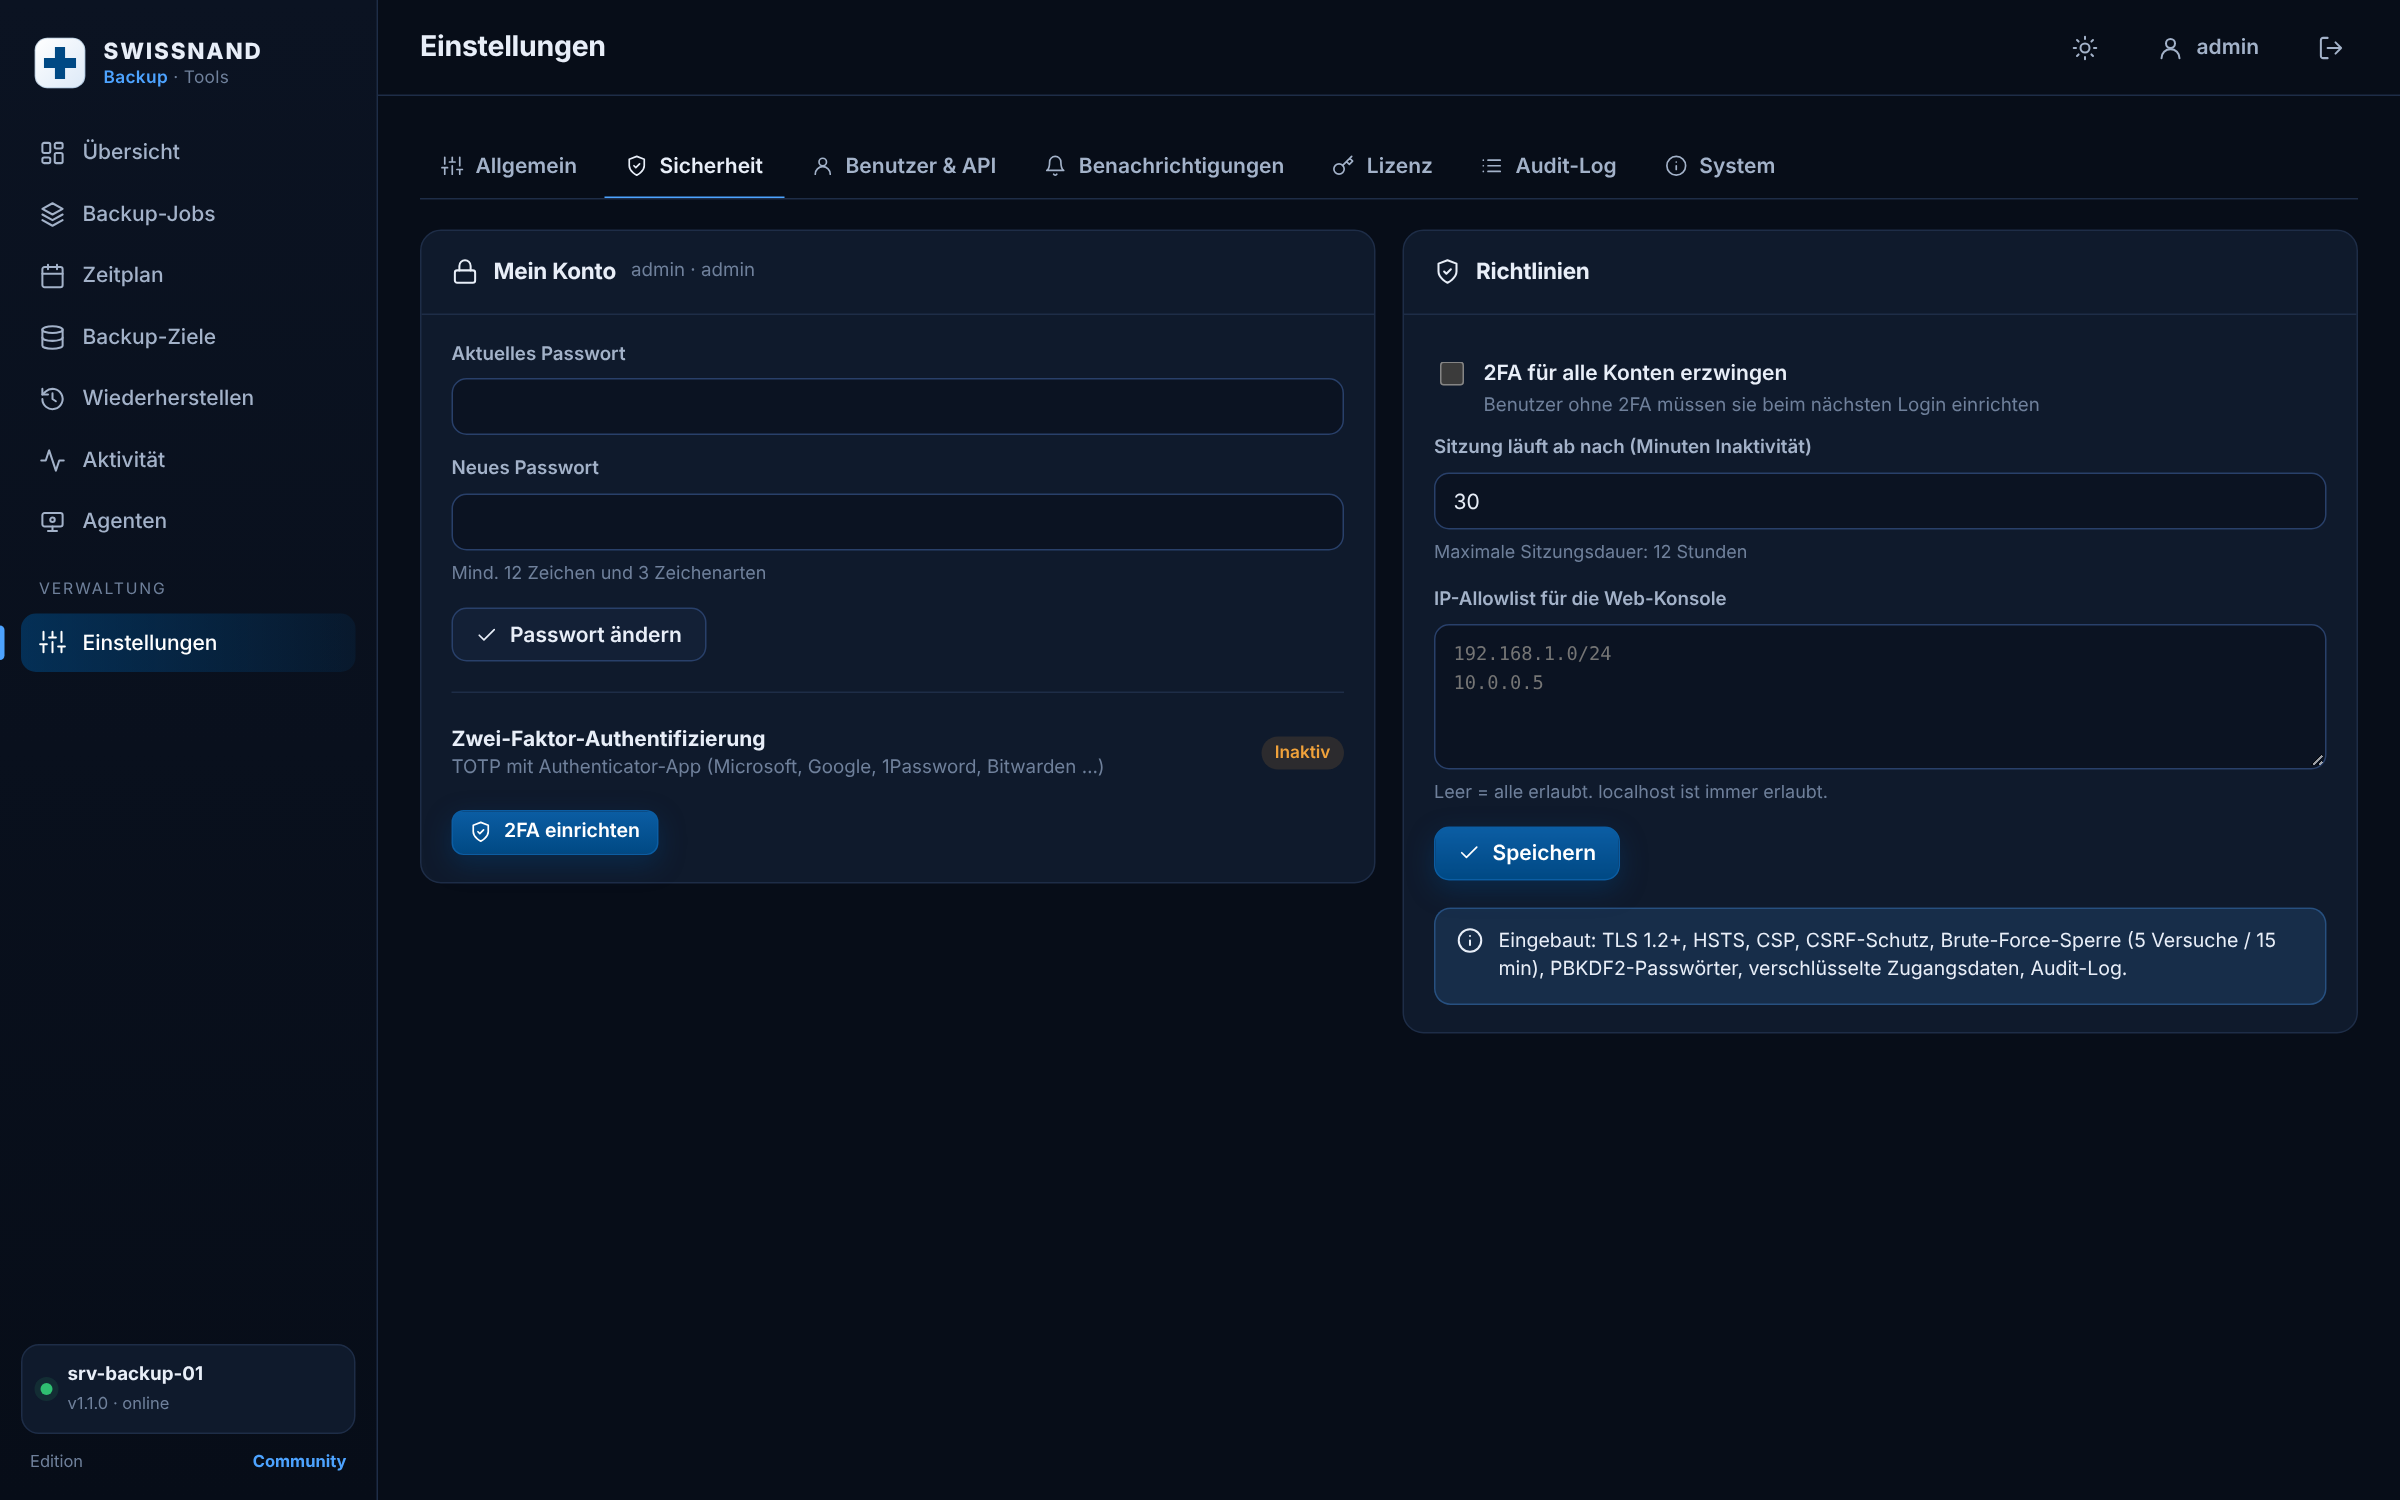 SWISSNAND
Backup · Tools
Übersicht
Backup-Jobs
Zeitplan
Backup-Ziele
Wiederherstellen
Aktivität
Agenten
VERWALTUNG
Einstellungen
srv-backup-01
v1.1.0 · online
Edition Community
Einstellungen
admin
Allgemein Sicherheit Benutzer & API Benachrichtigungen Lizenz Audit-Log System
Mein Konto admin · admin
Aktuelles Passwort
Neues Passwort
Mind. 12 Zeichen und 3 Zeichenarten
Passwort ändern
Zwei-Faktor-Authentifizierung
TOTP mit Authenticator-App (Microsoft, Google, 1Password, Bitwarden ...)
Inaktiv
2FA einrichten
Richtlinien
2FA für alle Konten erzwingen
Benutzer ohne 2FA müssen sie beim nächsten Login einrichten
Sitzung läuft ab nach (Minuten Inaktivität)
30
Maximale Sitzungsdauer: 12 Stunden
IP-Allowlist für die Web-Konsole
192.168.1.0/24
10.0.0.5
Leer = alle erlaubt. localhost ist immer erlaubt.
Speichern
Eingebaut: TLS 1.2+, HSTS, CSP, CSRF-Schutz, Brute-Force-Sperre (5 Versuche / 15
min), PBKDF2-Passwörter, verschlüsselte Zugangsdaten, Audit-Log.